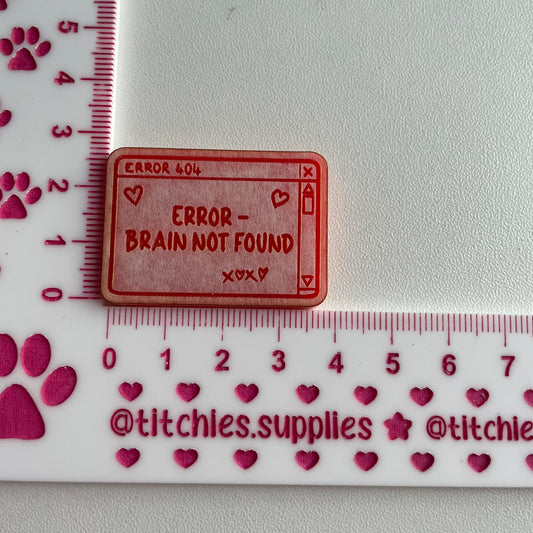 5
4
3
2
1
0
ERROR 404 X
ERROR -
BRAIN NOT FOUND
XOXO
0 1 2 3 4 5 6 7
@titchies.supplies @titchie